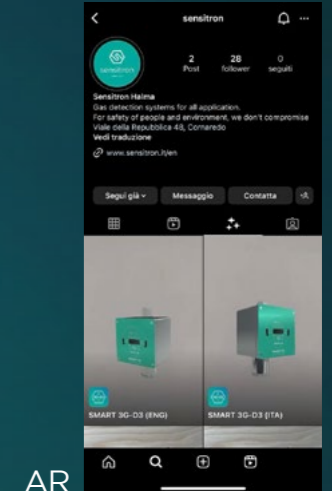 sensitron
sensitron
2
Post
28
follower
0
seguiti
Sensitron Halma
Gas detection systems for all application.
For safety of people and environment, we don't compromise
Viale della Repubblica 48, Cornaredo
Vedi traduzione
www.sensitron.it/en
Segui già
Messaggio
Contatta
SMART 3G-D3 (ENG)
SMART 3G-D3 (ITA)
AR